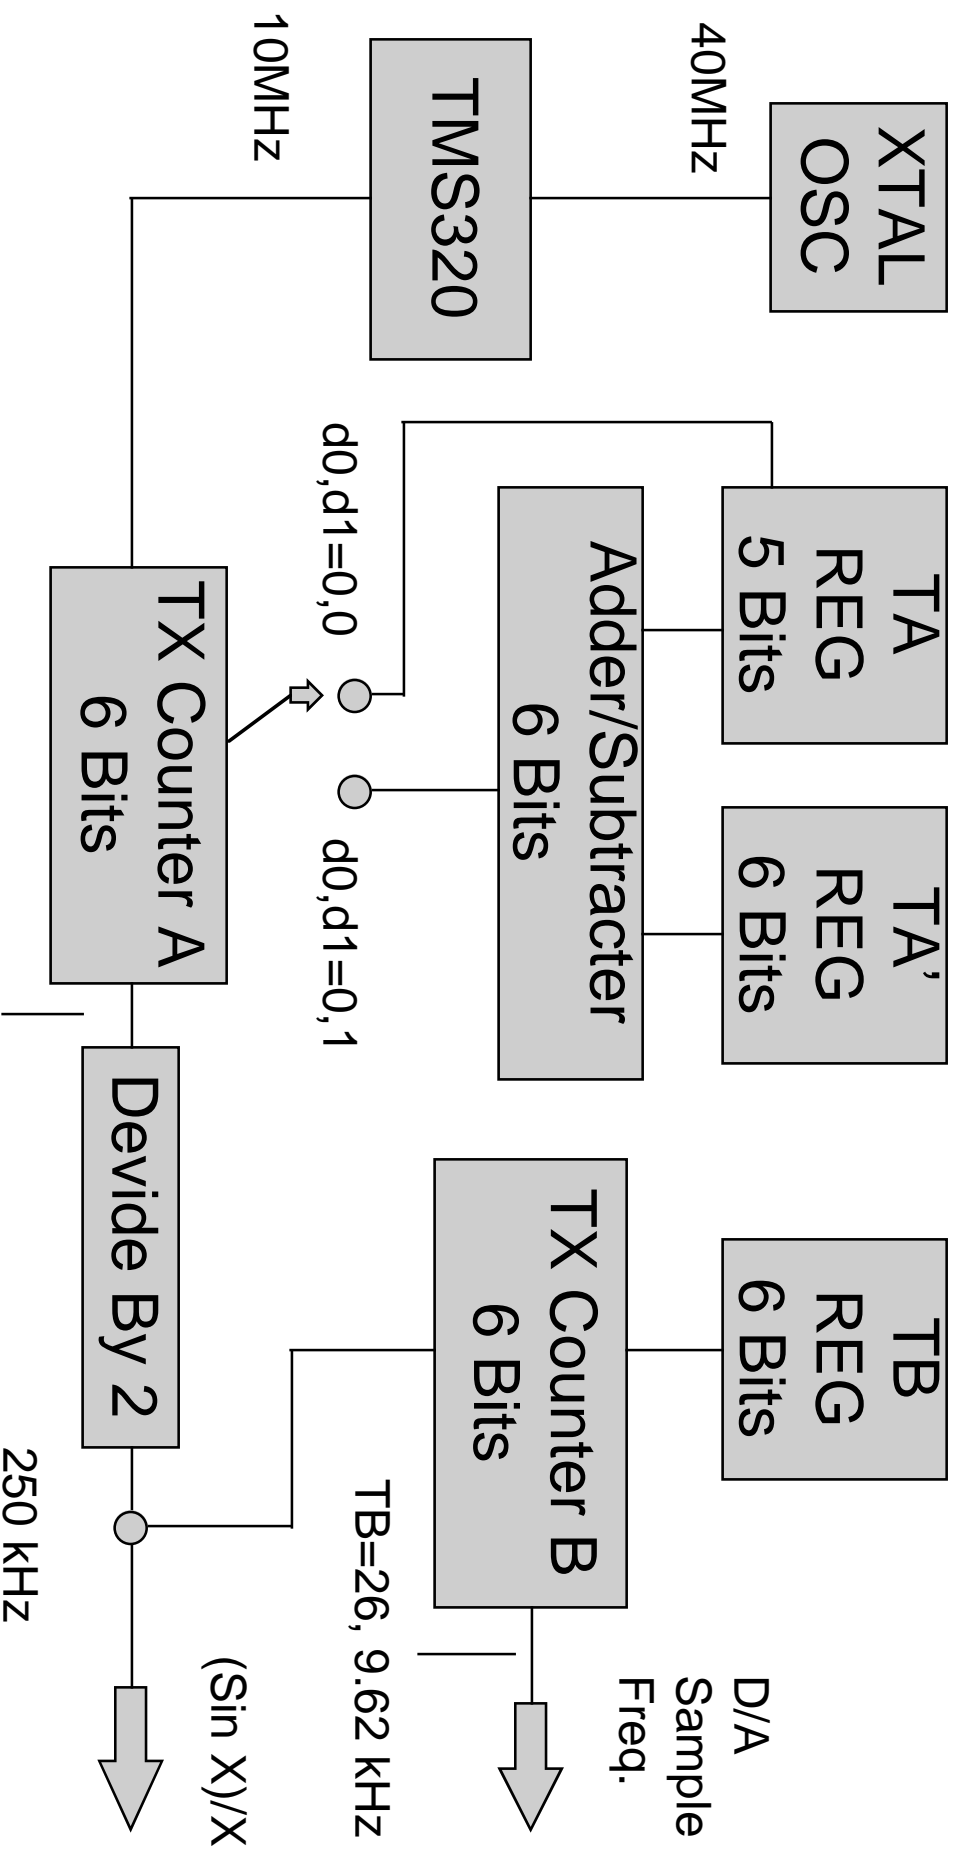 XTAL
OSC
40MHz
TMS320
10MHz
TA
REG
5 Bits
TA’
REG
6 Bits
TB
REG
6 Bits
Adder/Subtracter
6 Bits
d0,d1=0,0
d0,d1=0,1
TX Counter A
6 Bits
TX Counter B
6 Bits
D/A
Sample
Freq.
TB=26, 9.62 kHz
Devide By 2
(Sin X)/X
250 kHz